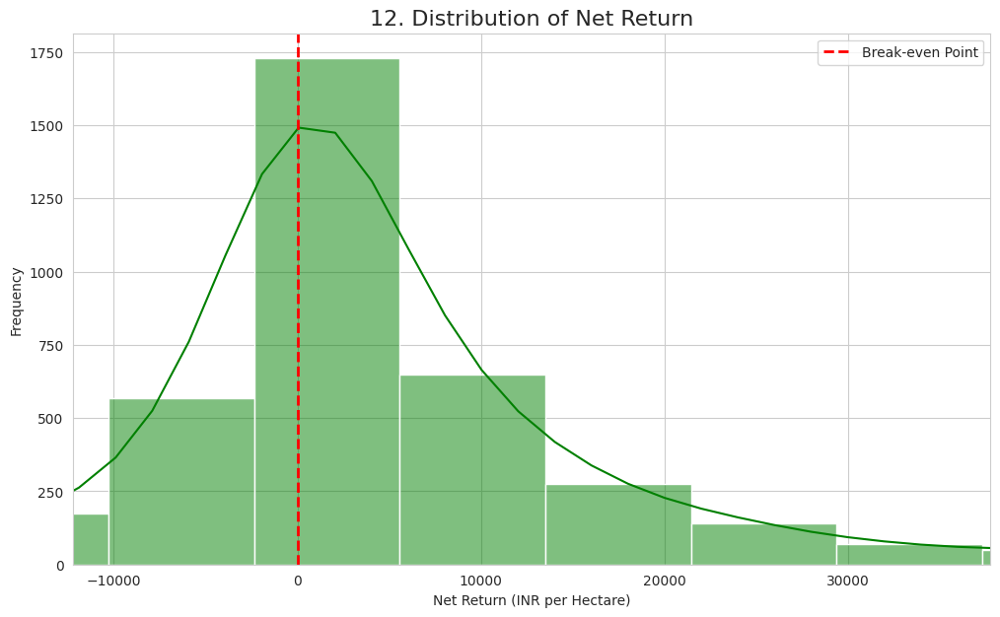 12. Distribution of Net Return
Break-even Point
1750
1500
1250
1000
750
500
250
0
Frequency
−10000 0 10000 20000 30000
Net Return (INR per Hectare)